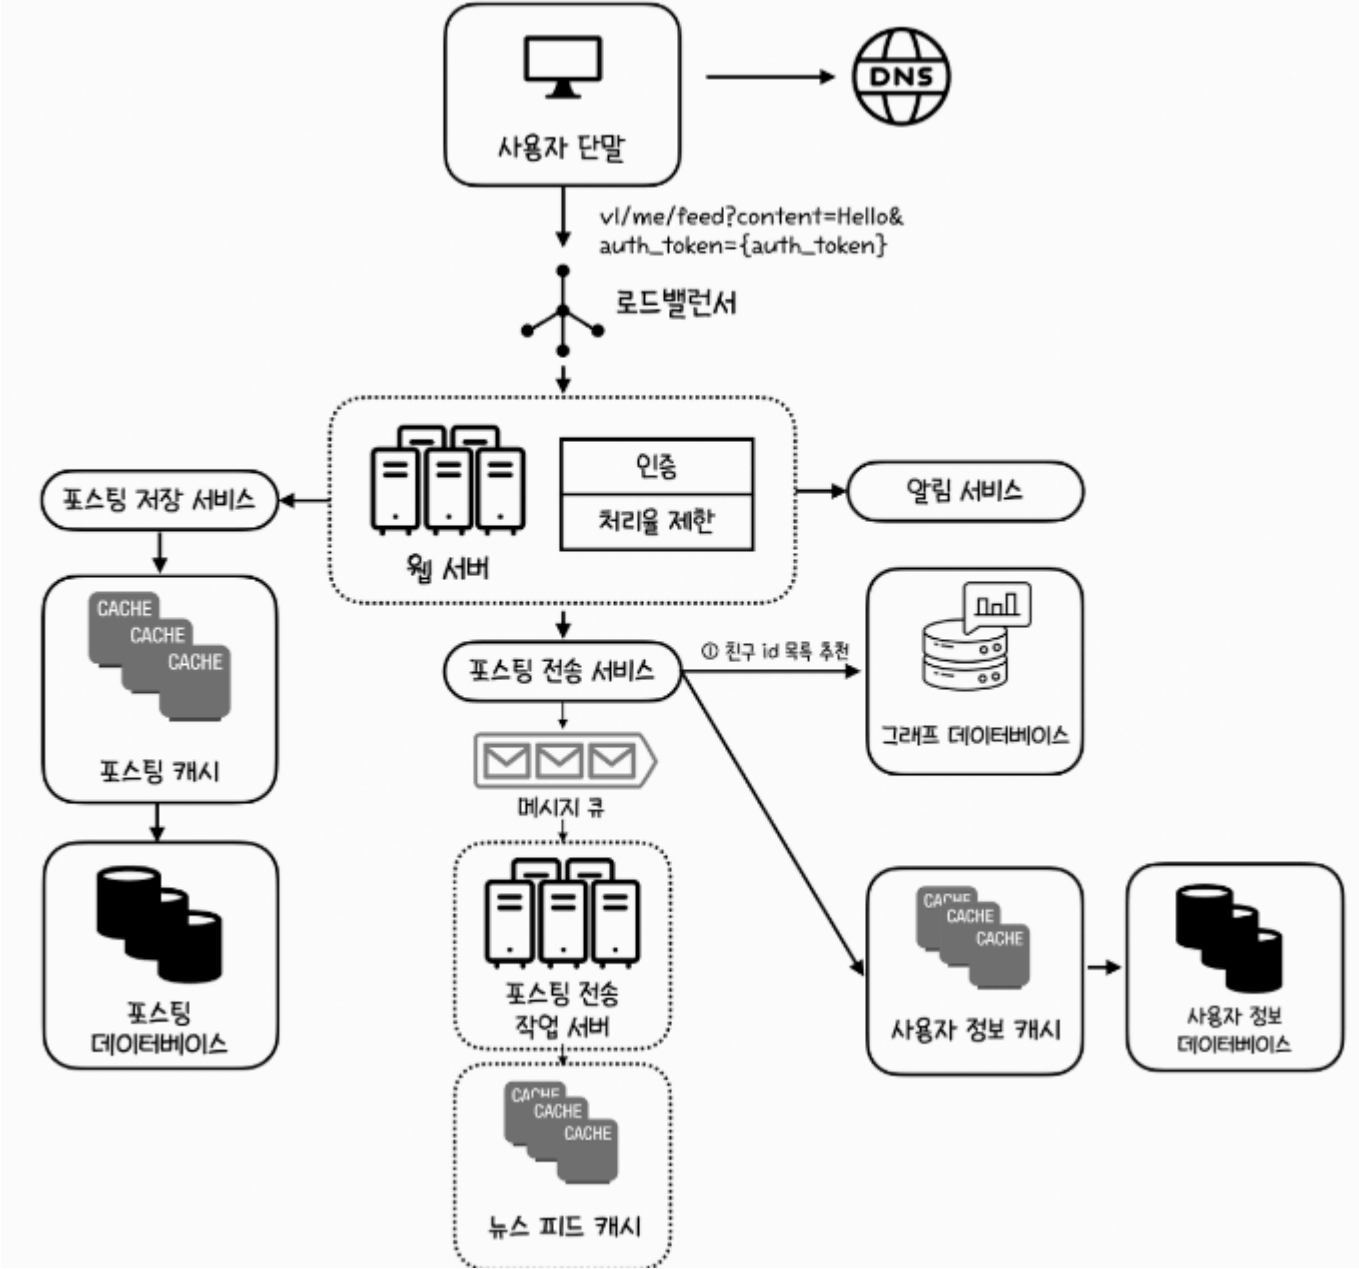 DNS
사용자 단말
v1/me/feed?content=Hello&
auth_token={auth_token}
로드밸런서
인증
처리율 제한
웹 서버
포스팅 저장 서비스
알림 서비스
CACHE
CACHE
CACHE
포스팅 캐시
포스팅 전송 서비스
① 친구 id 목록 추천
그래프 데이터베이스
메시지 큐
포스팅
데이터베이스
포스팅 전송
작업 서버
CACHE
CACHE
CACHE
사용자 정보 캐시
사용자 정보
데이터베이스
CACHE
CACHE
CACHE
뉴스 피드 캐시